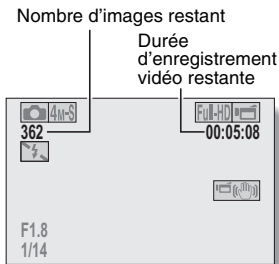 Nombre d'images restant
Durée
d'enregistrement
vidéo restante
4M-S Full-HD
362 00:05:08
F1.8
1/14